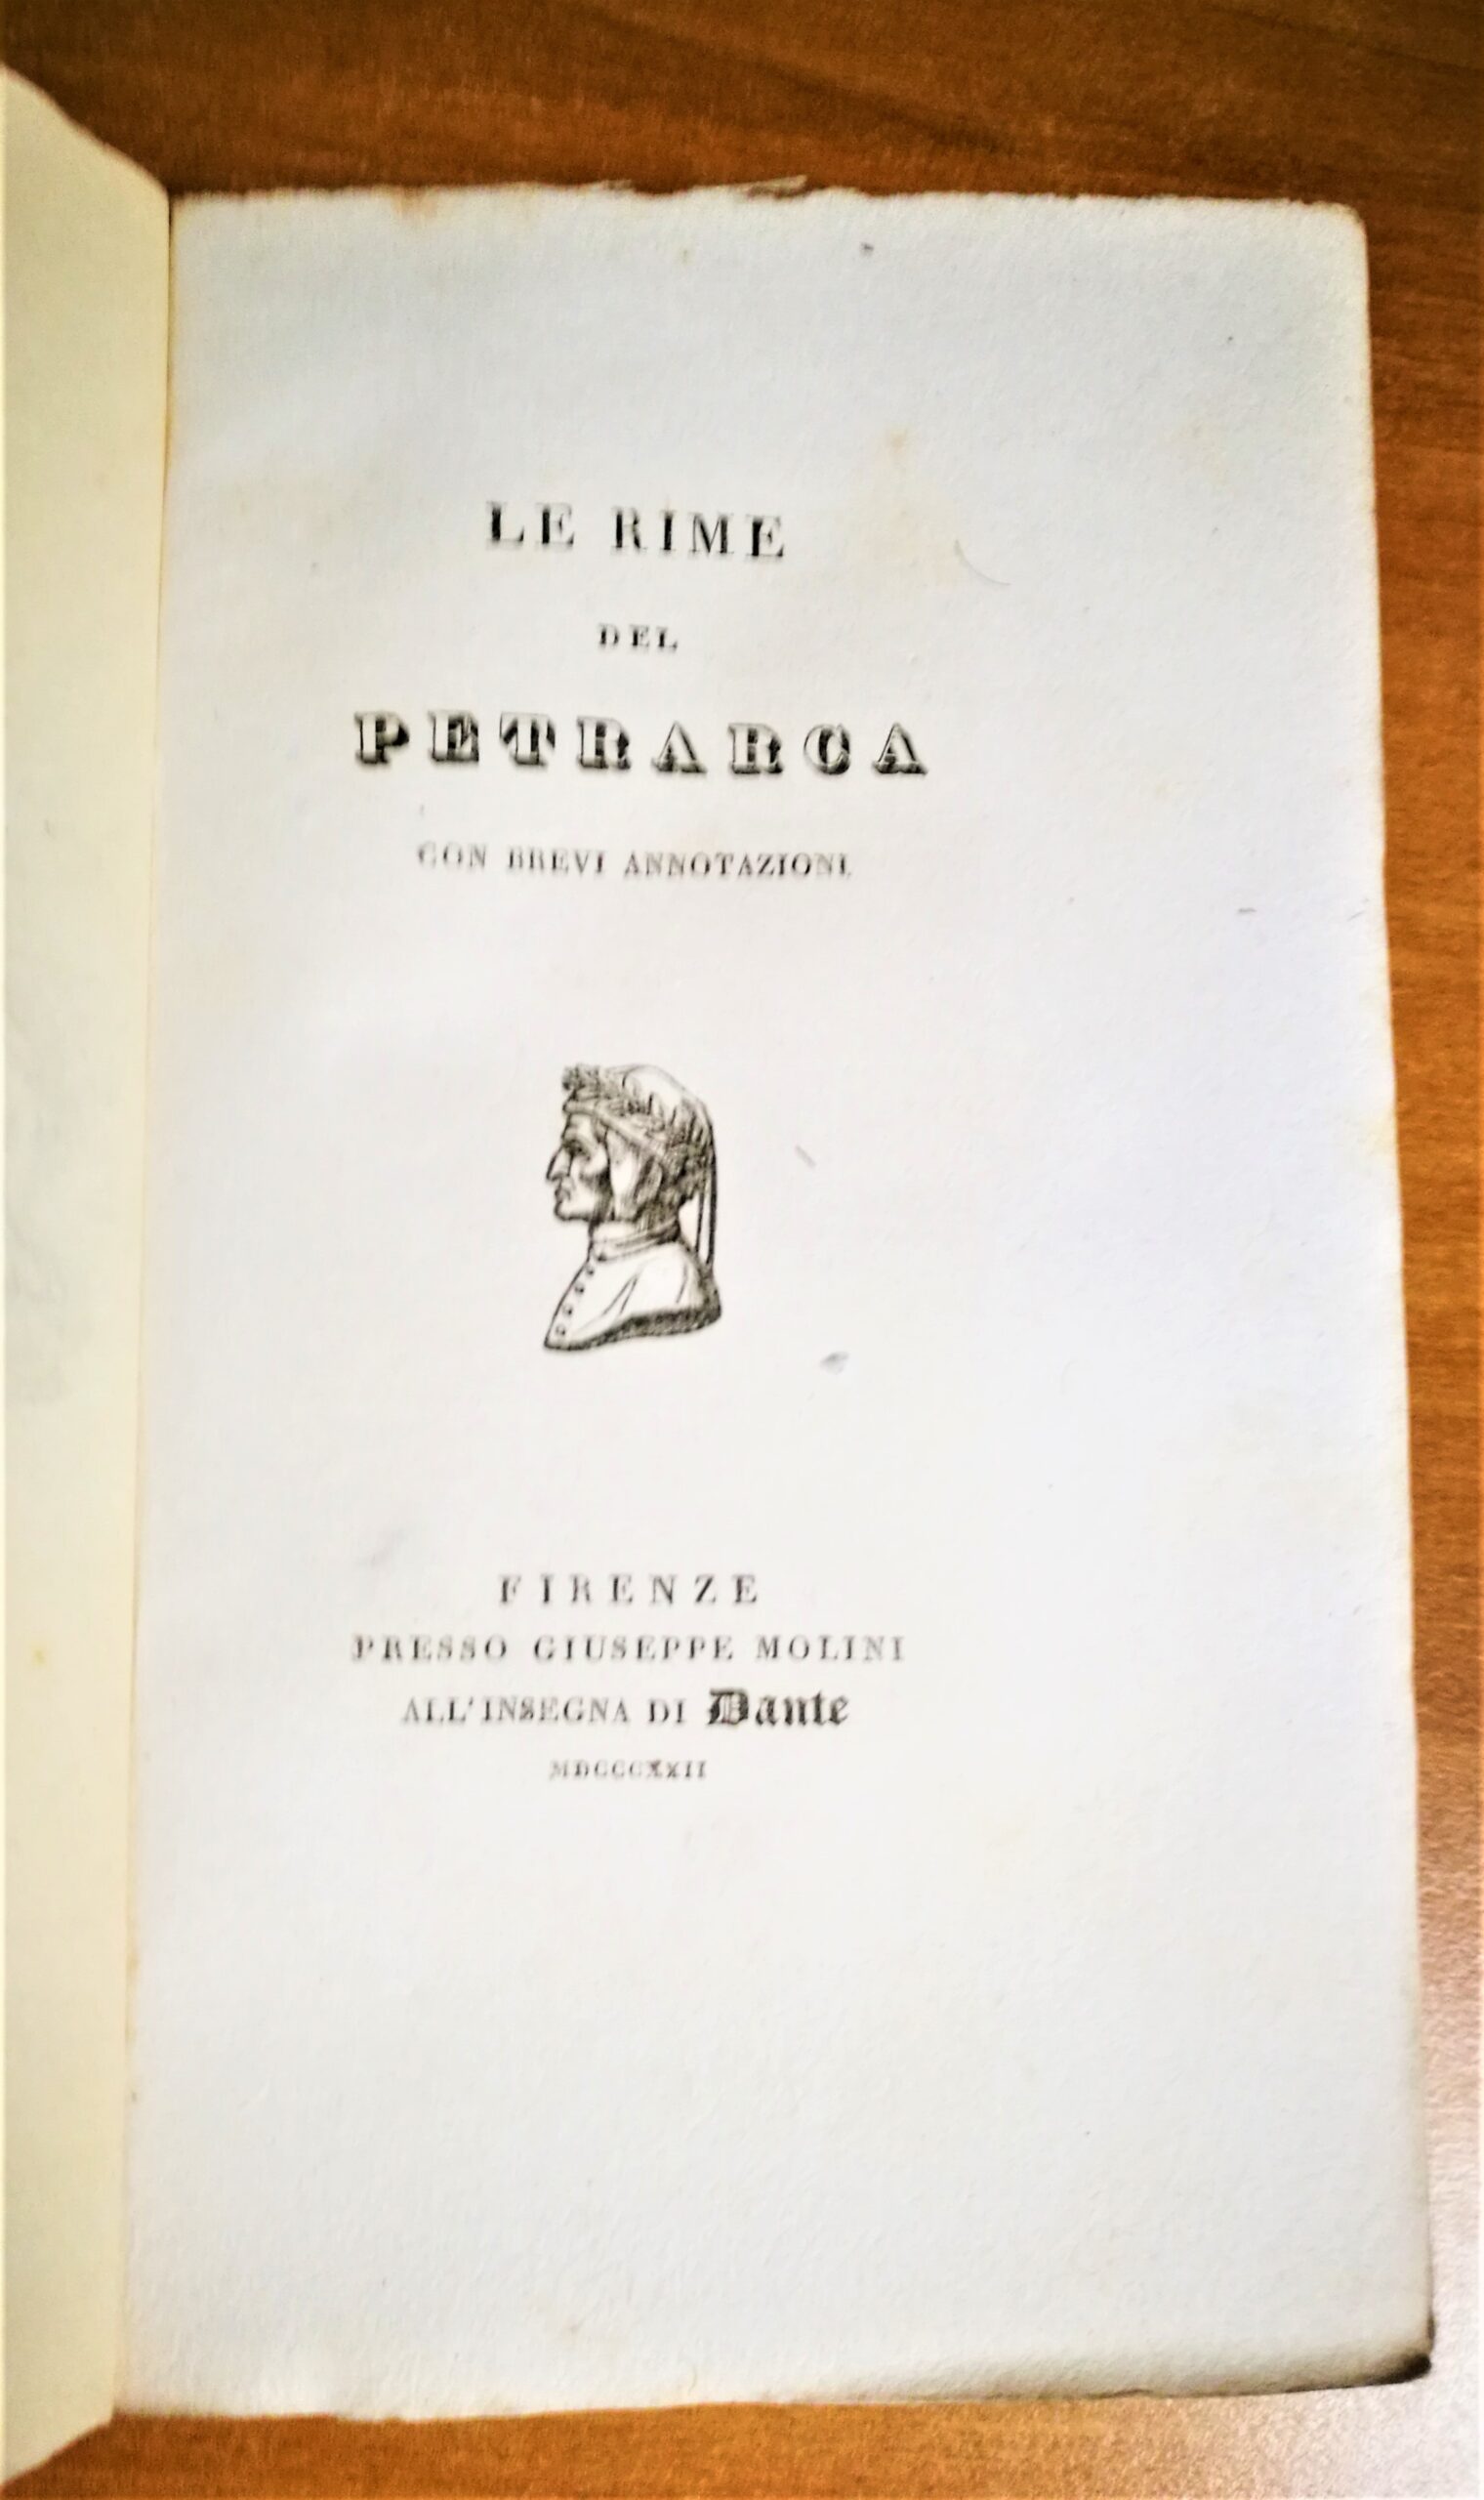 LE RIME
DEL
PETRARCA
CON BREVI ANNOTAZIONI
FIRENZE
PRESSO GIUSEPPE MOLINI
ALL'INSEGNA DI Dante
MDCCCXXII